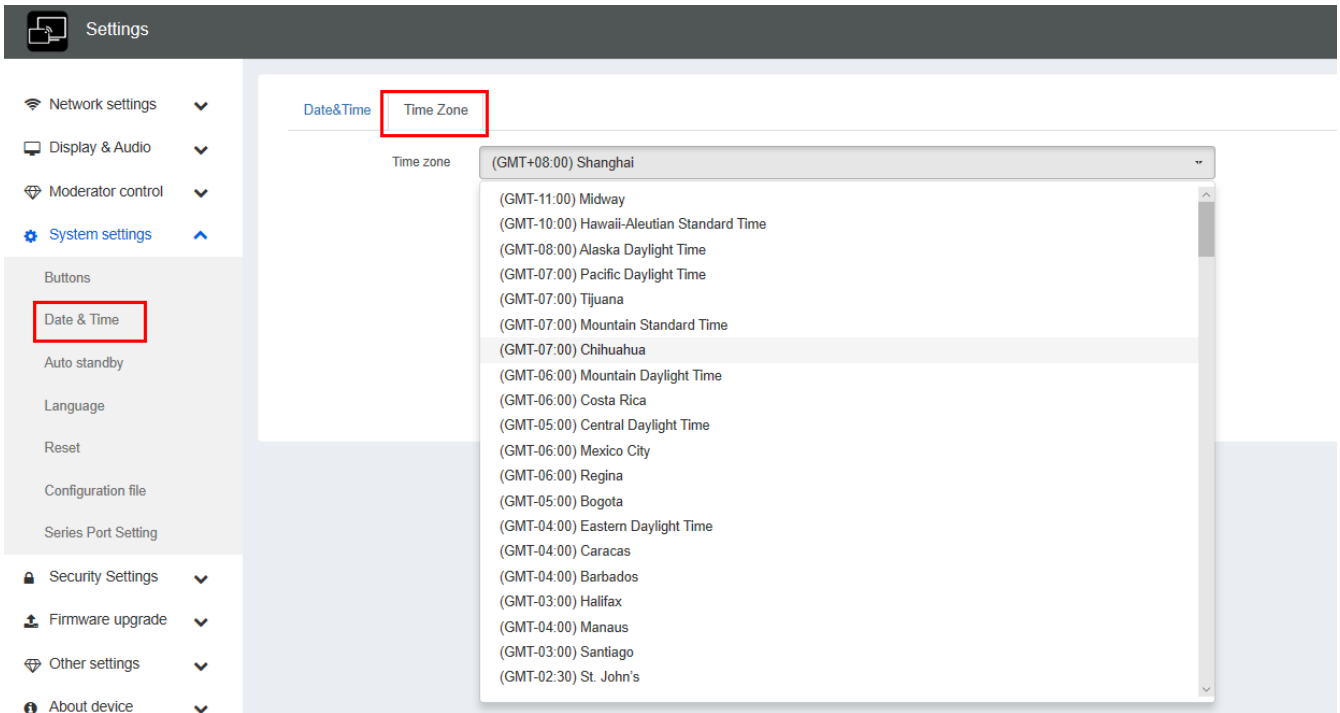 Settings
Network settings
Display & Audio
Moderator control
System settings
Buttons
Date & Time
Auto standby
Language
Reset
Configuration file
Series Port Setting
Security Settings
Firmware upgrade
Other settings
About device
Date&Time Time Zone
Time zone (GMT+08:00) Shanghai
(GMT-11:00) Midway
(GMT-10:00) Hawaii-Aleutian Standard Time
(GMT-08:00) Alaska Daylight Time
(GMT-07:00) Pacific Daylight Time
(GMT-07:00) Tijuana
(GMT-07:00) Mountain Standard Time
(GMT-07:00) Chihuahua
(GMT-06:00) Mountain Daylight Time
(GMT-06:00) Costa Rica
(GMT-05:00) Central Daylight Time
(GMT-06:00) Mexico City
(GMT-06:00) Regina
(GMT-05:00) Bogota
(GMT-04:00) Eastern Daylight Time
(GMT-04:00) Caracas
(GMT-04:00) Barbados
(GMT-03:00) Halifax
(GMT-04:00) Manaus
(GMT-03:00) Santiago
(GMT-02:30) St. John's